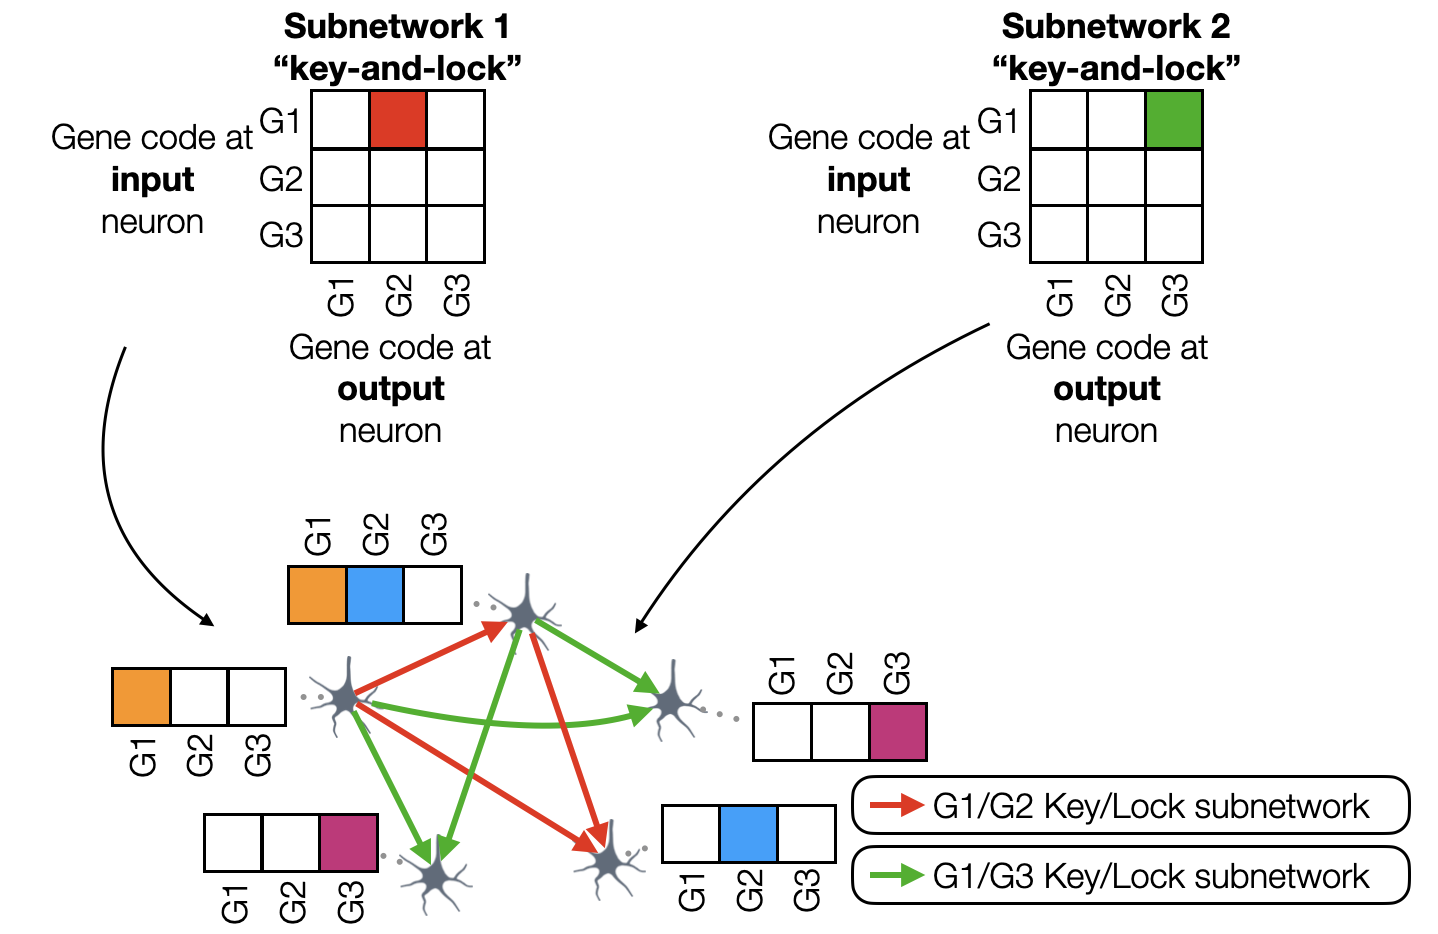 Subnetwork 1
“key-and-lock”
Gene code at
input
neuron
G1
G2
G3
G1 G2 G3
Gene code at
output
neuron
Subnetwork 2
“key-and-lock”
Gene code at
input
neuron
G1
G2
G3
G1 G2 G3
Gene code at
output
neuron
G1 G2 G3
G1 G2 G3
G1 G2 G3
G1 G2 G3
G1 G2 G3
G1/G2 Key/Lock subnetwork
G1/G3 Key/Lock subnetwork